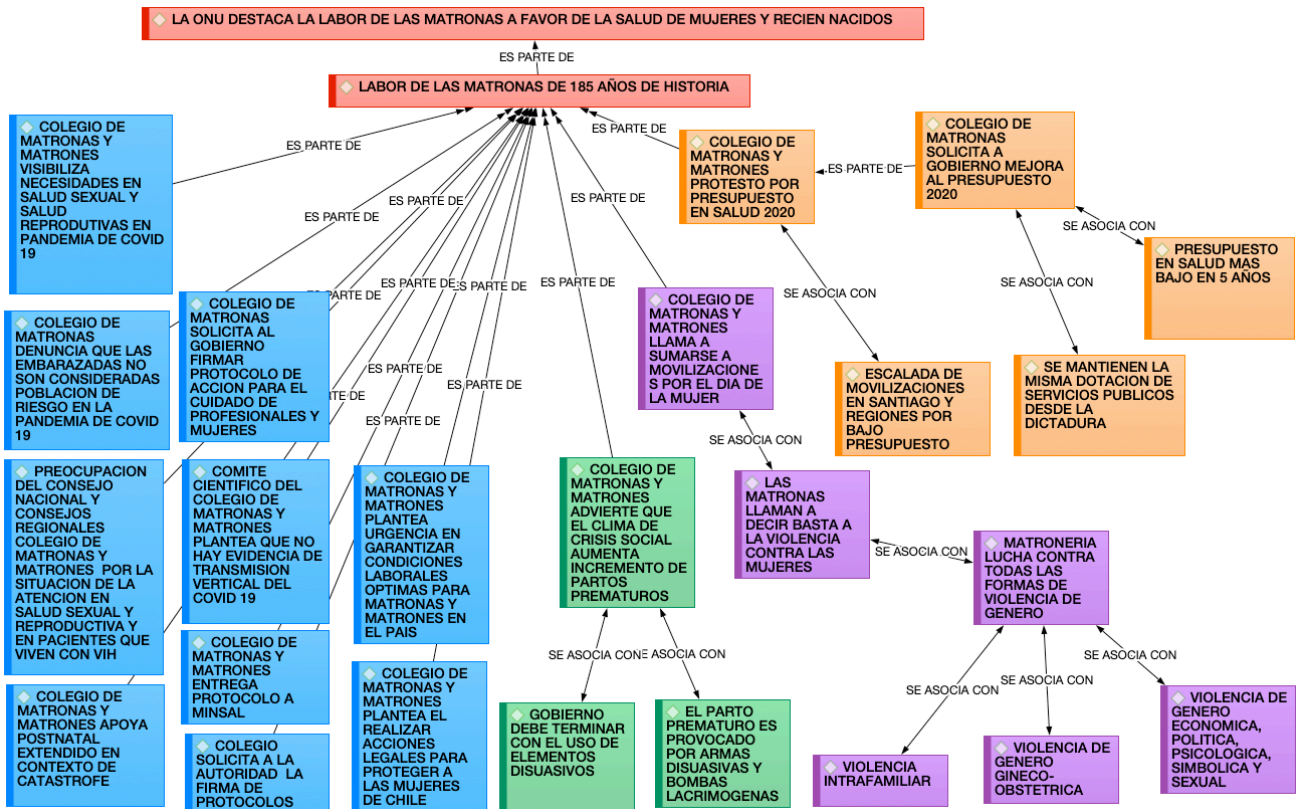 LA ONU DESTACA LA LABOR DE LAS MATRONAS A FAVOR DE LA SALUD DE MUJERES Y RECIEN NACIDOS
ES PARTE DE
LABOR DE LAS MATRONAS DE 185 AÑOS DE HISTORIA
COLEGIO DE
MATRONAS Y
MATRONES
VISIBILIZA
NECESIDADES EN
SALUD SEXUAL Y
SALUD
REPRODUTIVAS EN
PANDEMIA DE COVID
19
ES PARTE DE
ES PARTE DE
COLEGIO DE
MATRONAS Y
MATRONES
PROTESTO POR
PRESUPUESTO
EN SALUD 2020
ES PARTE DE
COLEGIO DE
MATRONAS
SOLICITA A
GOBIERNO MEJORA
AL PRESUPUESTO
2020
SE ASOCIA CON
PRESUPUESTO
EN SALUD MAS
BAJO EN 5 AÑOS
ES PARTE DE
ES PARTE DE
ES PARTE DE
SE ASOCIA CON
SE ASOCIA CON
COLEGIO DE
MATRONAS
DENUNCIA QUE LAS
EMBARAZADAS NO
SON CONSIDERADAS
POBLACION DE
RIESGO EN LA
PANDEMIA DE COVID
19
COLEGIO DE
MATRONAS
SOLICITA AL
GOBIERNO
FIRMAR
PROTOCOLO DE
ACCION PARA EL
CUIDADO DE
PROFESIONALES Y
MUJERES
PARTE DE
ES PARTE DE
PARTE DE
ES PARTE DE
PARTE DE
ES PARTE DE
ES PARTE DE
COLEGIO DE
MATRONAS Y
MATRONES
LLAMA A
SUMARSE A
MOVILIZACIONE
S POR EL DIA DE
LA MUJER
ESCALADA DE
MOVILIZACIONES
EN SANTIAGO Y
REGIONES POR
BAJO
PRESUPUESTO
SE MANTIENEN LA
MISMA DOTACION DE
SERVICIOS PUBLICOS
DESDE LA
DICTADURA
SE ASOCIA CON
PREOCUPACION
DEL CONSEJO
NACIONAL Y
CONSEJOS
REGIONALES
COLEGIO DE
MATRONAS Y
MATRONES POR LA
SITUACION DE LA
ATENCION EN
SALUD SEXUAL Y
REPRODUCTIVA Y
EN PACIENTES QUE
VIVEN CON VIH
COMITE
CIENTIFICO DEL
COLEGIO DE
MATRONAS Y
MATRONES
PLANTEA QUE NO
HAY EVIDENCIA DE
TRANSMISION
VERTICAL DEL
COVID 19
COLEGIO DE
MATRONAS Y
MATRONES
PLANTEA
URGENCIA EN
GARANTIZAR
CONDICIONES
LABORALES
OPTIMAS PARA
MATRONAS Y
MATRONES EN
EL PAIS
COLEGIO DE
MATRONAS Y
MATRONES
ADVIERTE QUE
EL CLIMA DE
CRISIS SOCIAL
AUMENTA
INCREMENTO DE
PARTOS
PREMATUROS
LAS
MATRONAS
LLAMAN A
DECIR BASTA A
LA VIOLENCIA
CONTRA LAS
MUJERES
SE ASOCIA CON
MATRONERIA
LUCHA CONTRA
TODAS LAS
FORMAS DE
VIOLENCIA DE
GENERO
COLEGIO DE
MATRONAS Y
MATRONES APOYA
POSTNATAL
EXTENDIDO EN
CONTEXTO DE
CATASTROFE
COLEGIO DE
MATRONAS Y
MATRONES
ENTREGA
PROTOCOLO A
MINSAL
COLEGIO
SOLICITA A LA
AUTORIDAD LA
FIRMA DE
PROTOCOLOS
COLEGIO DE
MATRONAS Y
MATRONES
PLANTEA EL
REALIZAR
ACCIONES
LEGALES PARA
PROTEGER A
LAS MUJERES
DE CHILE
SE ASOCIA CON
ASOCIA CON
GOBIERNO
DEBE TERMINAR
CON EL USO DE
ELEMENTOS
DISUASIVOS
EL PARTO
PREMATURO ES
PROVOCADO
POR ARMAS
DISUASIVAS Y
BOMBAS
LACRIMOGENAS
SE ASOCIA CON
SE ASOCIA CON
SE ASOCIA CON
VIOLENCIA
INTRAFAMILIAR
VIOLENCIA DE
GENERO
GINECO-
OBSTETRICA
VIOLENCIA DE
GENERO
ECONOMICA,
POLITICA,
PSICOLOGICA,
SIMBOLICA Y
SEXUAL